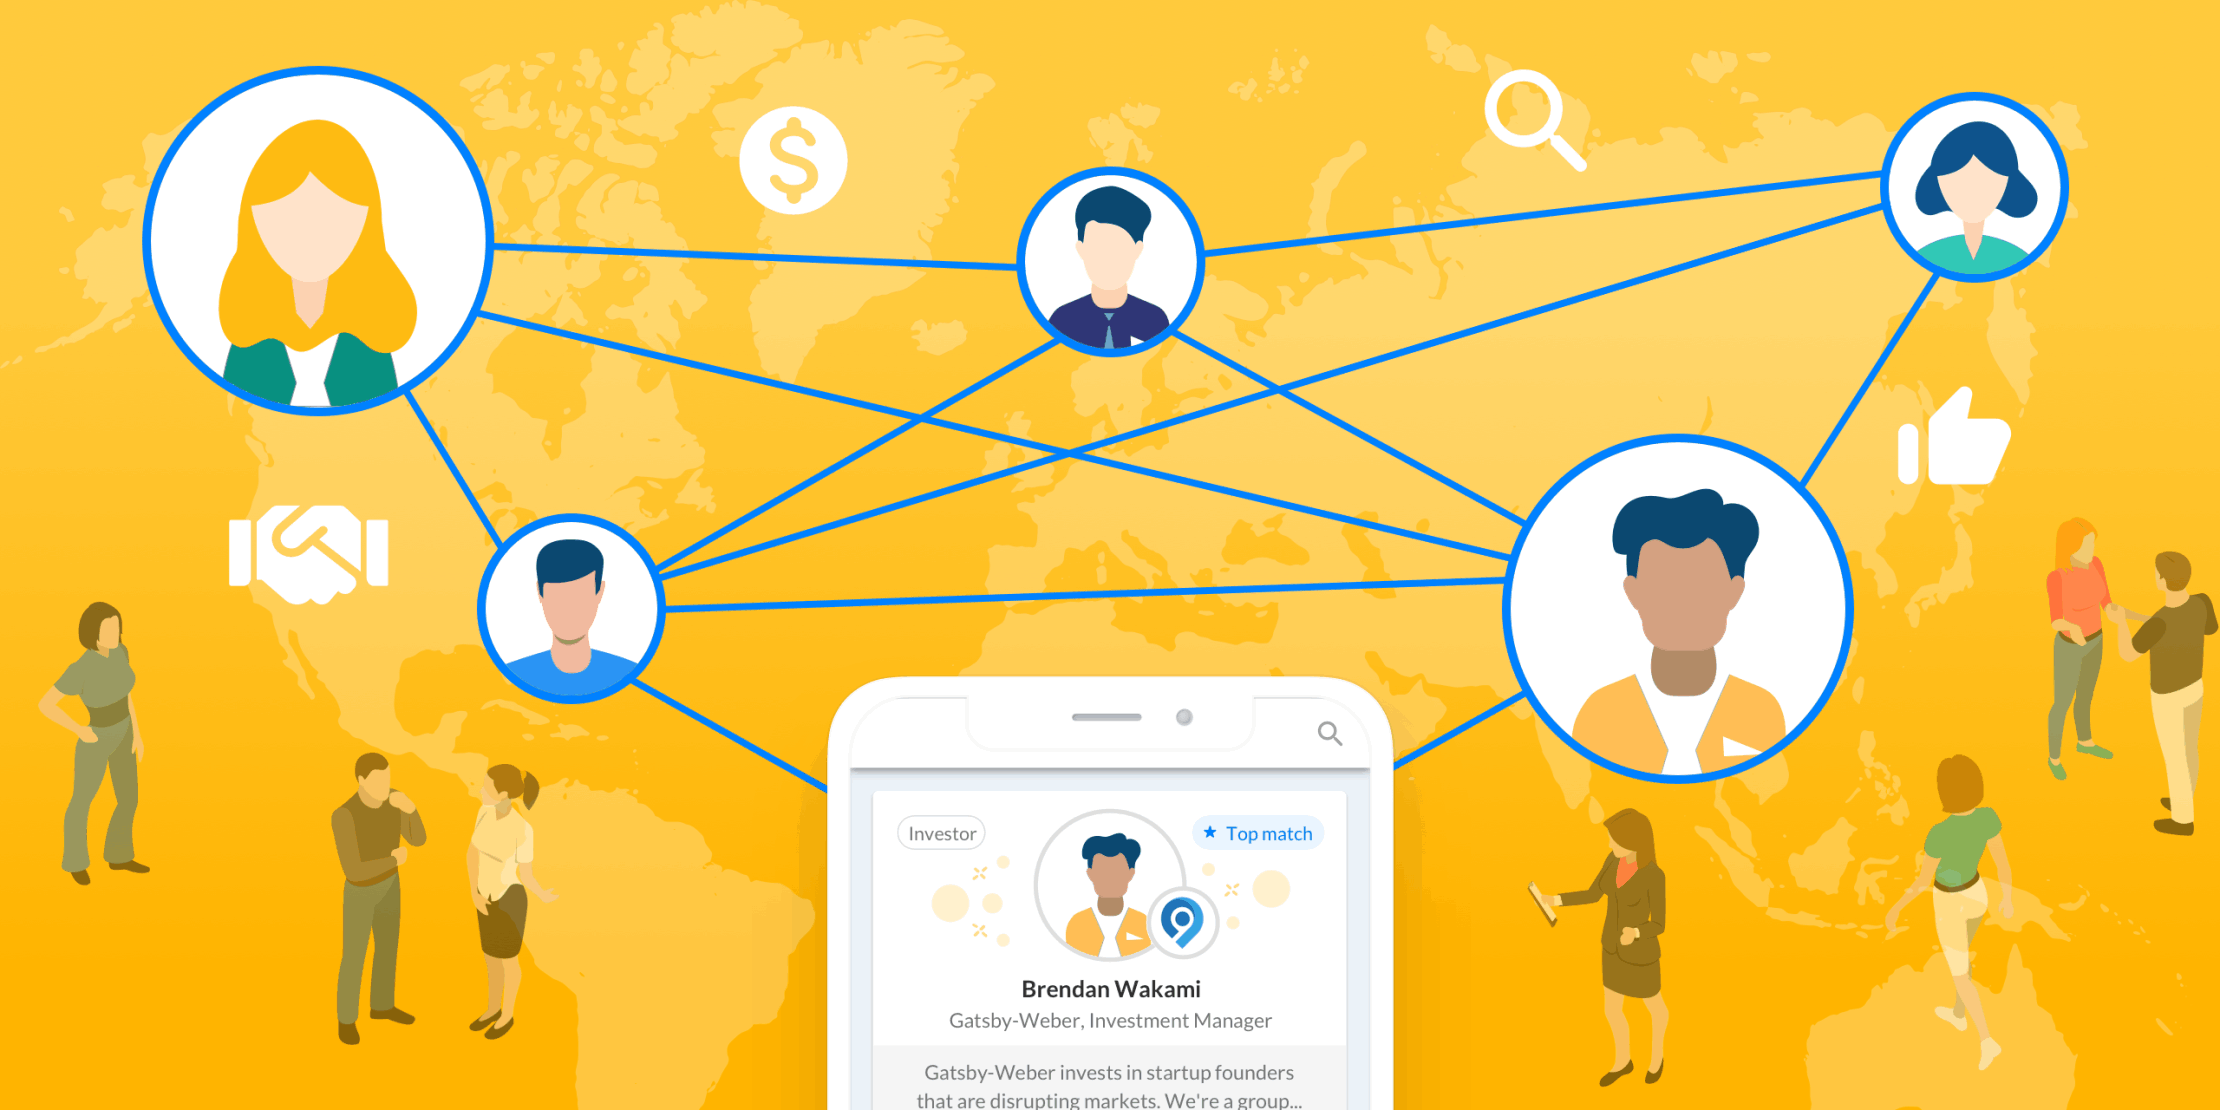 Investor
Top match
Brendan Wakami
Gatsby-Weber, Investment Manager
Gatsby-Weber invests in startup founders
that are disrupting markets. We're a group...